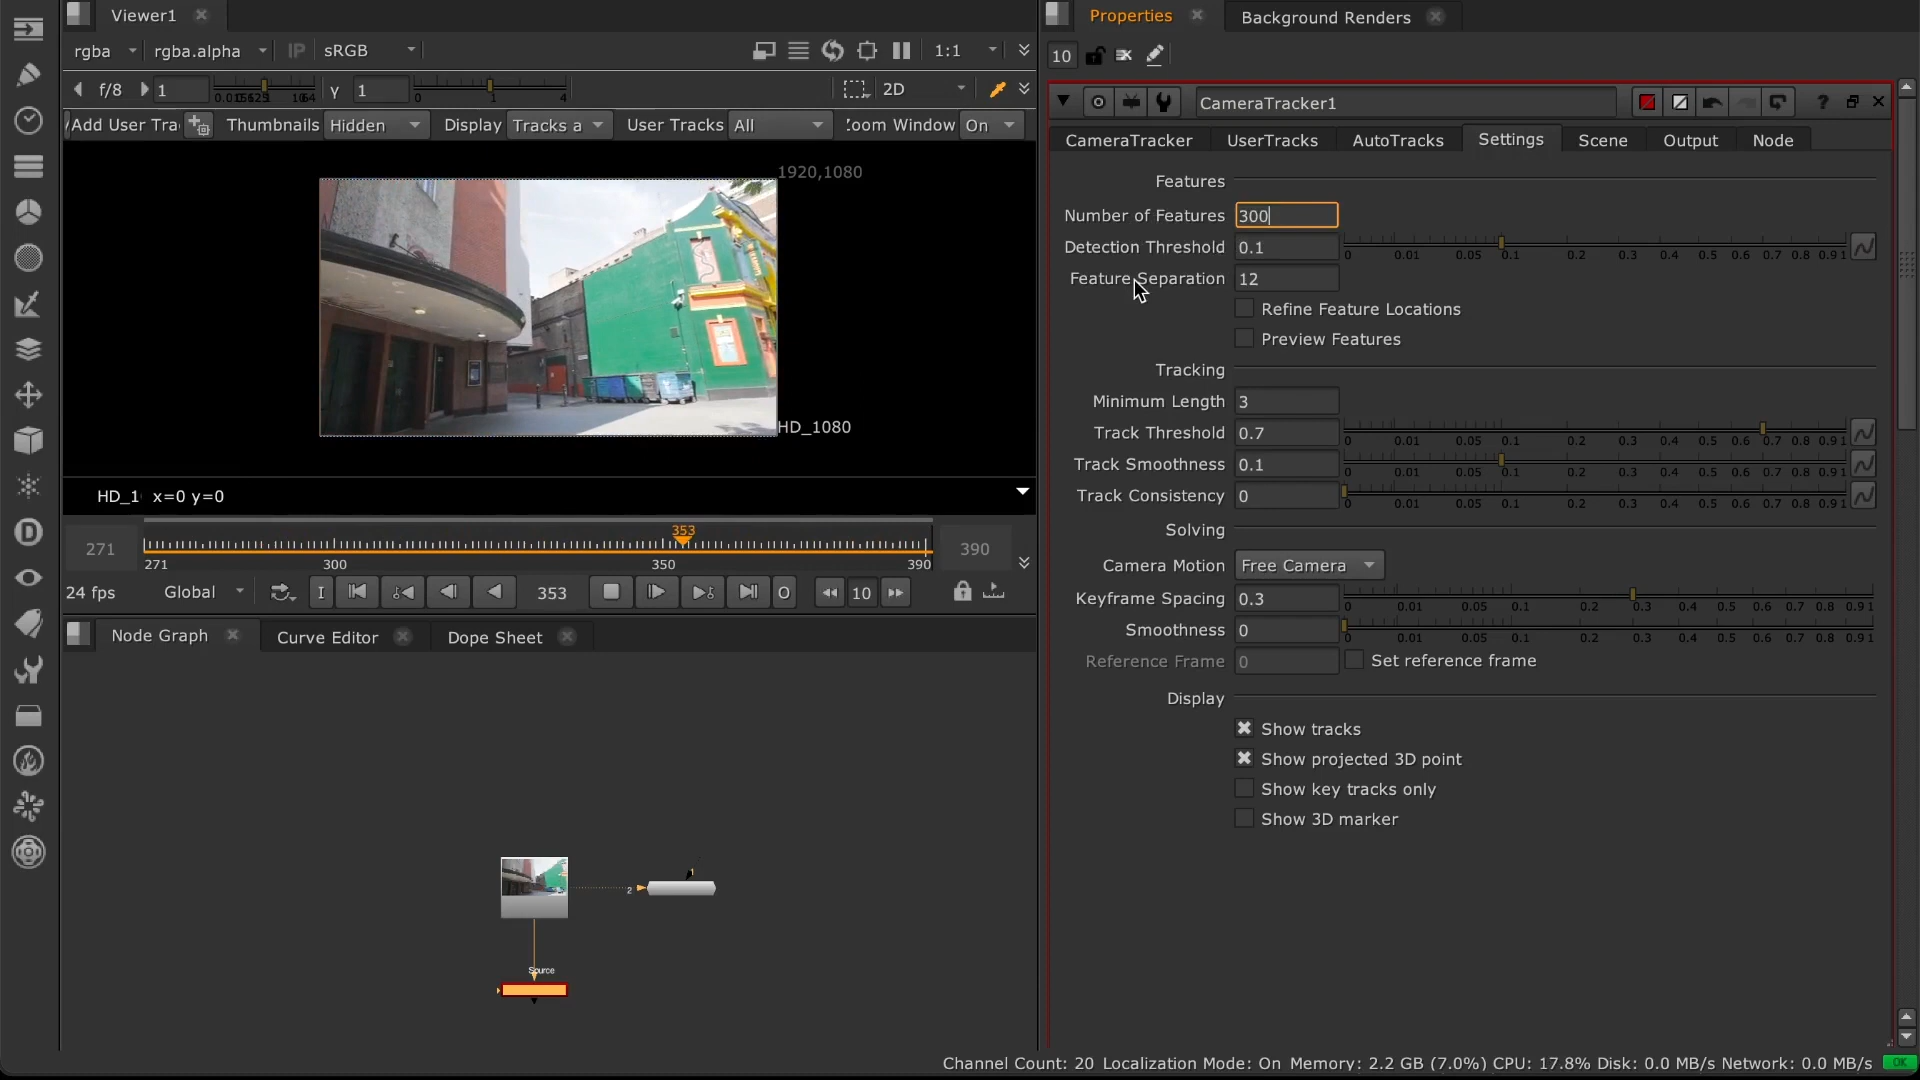 Viewer1
rgba
rgba.alpha
IP
sRGB
1:1
f/8
1
γ
1
0 1 4
2D
Add User Tra
Thumbnails Hidden
Display Tracks a
User Tracks All
Zoom Window On
1920,1080
HD_1080
HD_1 x=0 y=0
271
353
271 300 350 390
390
24 fps
Global
I
353
O
10
Node Graph
Curve Editor
Dope Sheet
1
2
Source
Properties
Background Renders
10
CameraTracker1
?
CameraTracker
UserTracks
AutoTracks
Settings
Scene
Output
Node
Features
Number of Features 300
Detection Threshold 0.1
0 0.01 0.05 0.1 0.2 0.3 0.4 0.5 0.6 0.7 0.8 0.9 1
Feature Separation 12
Refine Feature Locations
Preview Features
Tracking
Minimum Length 3
Track Threshold 0.7
0 0.01 0.05 0.1 0.2 0.3 0.4 0.5 0.6 0.7 0.8 0.9 1
Track Smoothness 0.1
0 0.01 0.05 0.1 0.2 0.3 0.4 0.5 0.6 0.7 0.8 0.9 1
Track Consistency 0
0 0.01 0.05 0.1 0.2 0.3 0.4 0.5 0.6 0.7 0.8 0.9 1
Solving
Camera Motion Free Camera
Keyframe Spacing 0.3
0 0.01 0.05 0.1 0.2 0.3 0.4 0.5 0.6 0.7 0.8 0.9 1
Smoothness 0
0 0.01 0.05 0.1 0.2 0.3 0.4 0.5 0.6 0.7 0.8 0.9 1
Reference Frame 0
Set reference frame
Display
Show tracks
Show projected 3D point
Show key tracks only
Show 3D marker
Channel Count: 20 Localization Mode: On Memory: 2.2 GB (7.0%) CPU: 17.8% Disk: 0.0 MB/s Network: 0.0 MB/s
OK